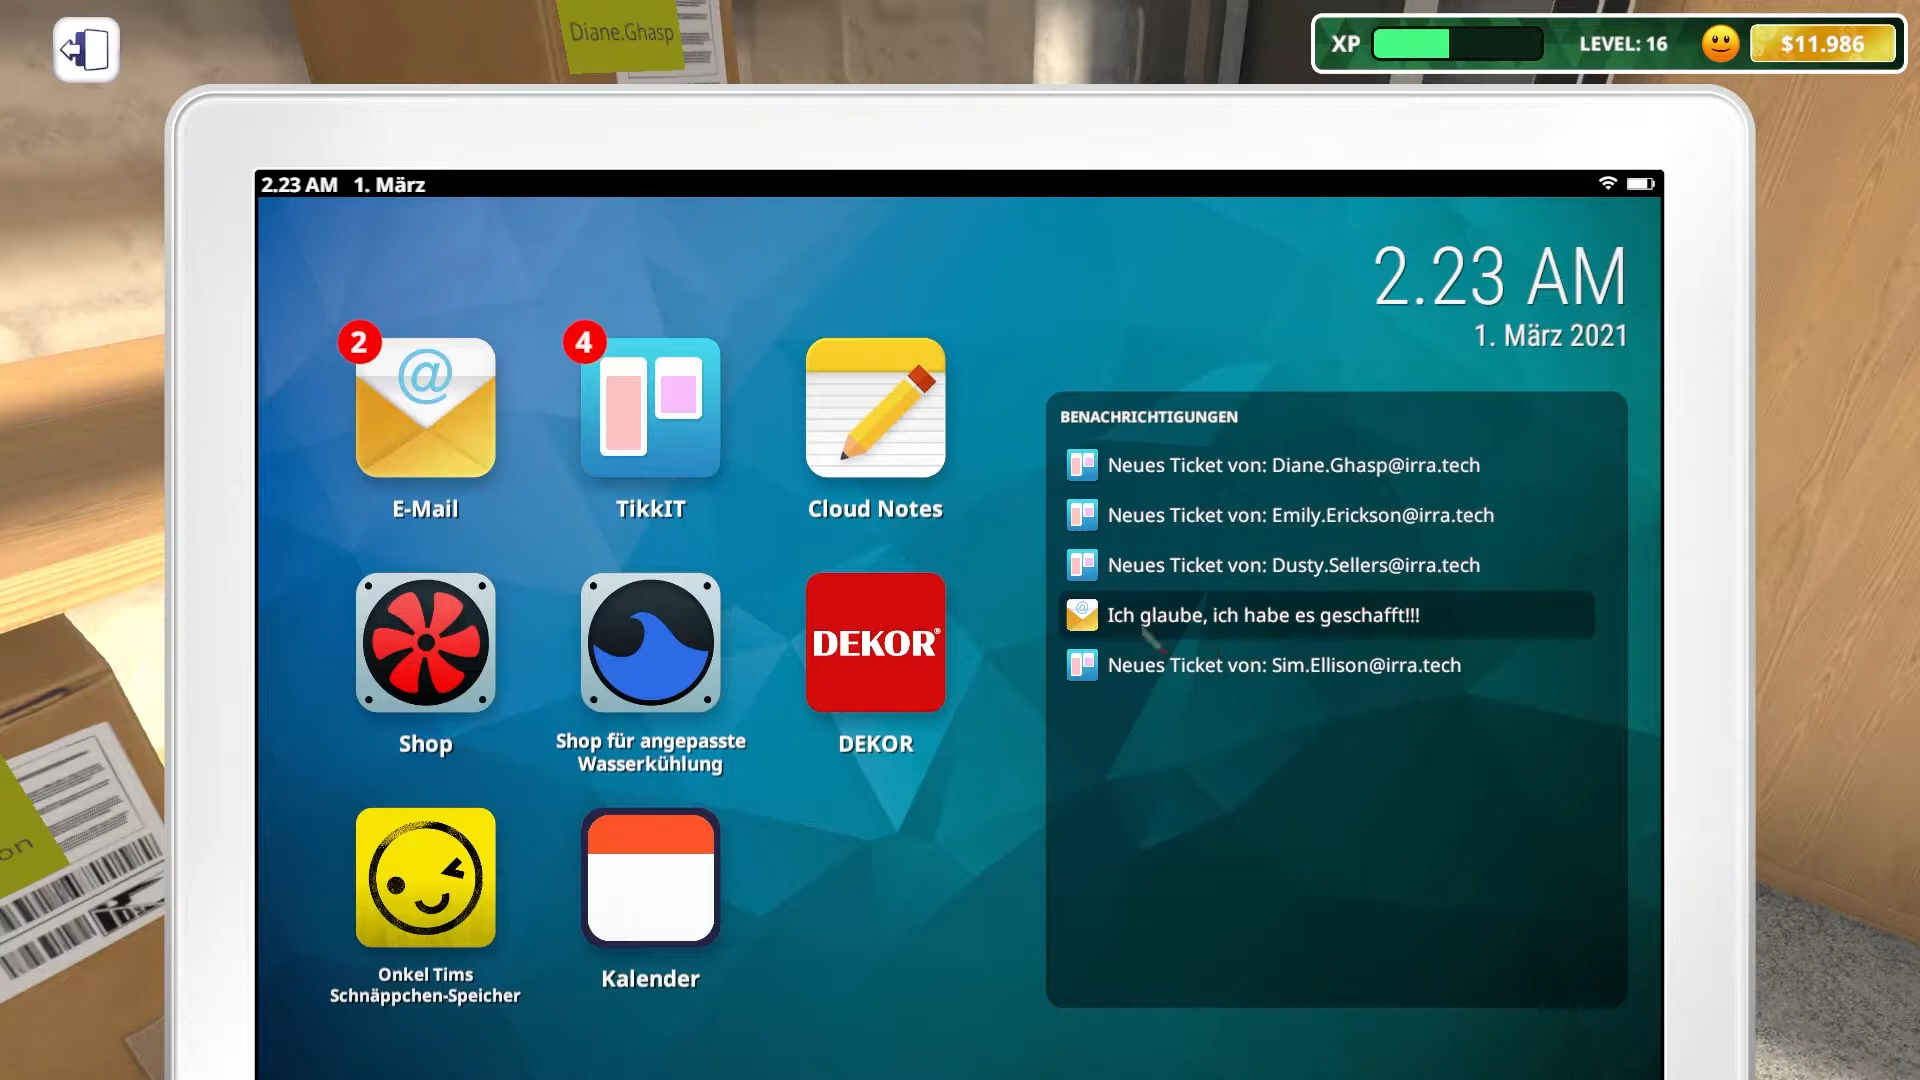 Diane.Ghasp
XP
LEVEL: 16
$11.986
2.23 AM 1. März
2.23 AM
1. März 2021
2
4
@
E-Mail
TikkIT
Cloud Notes
BENACHRICHTIGUNGEN
Neues Ticket von: Diane.Ghasp@irra.tech
Neues Ticket von: Emily.Erickson@irra.tech
Neues Ticket von: Dusty.Sellers@irra.tech
Ich glaube, ich habe es geschafft!!!
Neues Ticket von: Sim.Ellison@irra.tech
DEKOR®
Shop
Shop für angepasste
Wasserkühlung
DEKOR
Onkel Tims
Schnäppchen-Speicher
Kalender